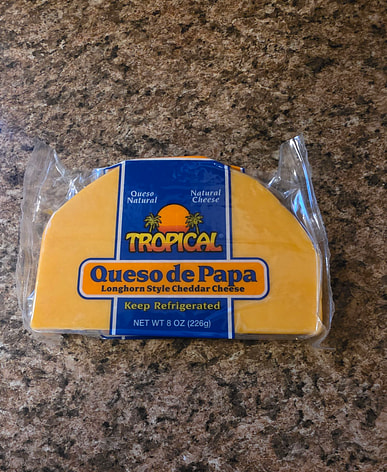 Queso Natural
Natural Cheese
TROPICAL
Queso de Papa
Longhorn Style Cheddar Cheese
Keep Refrigerated
NET WT 8 OZ (226g)